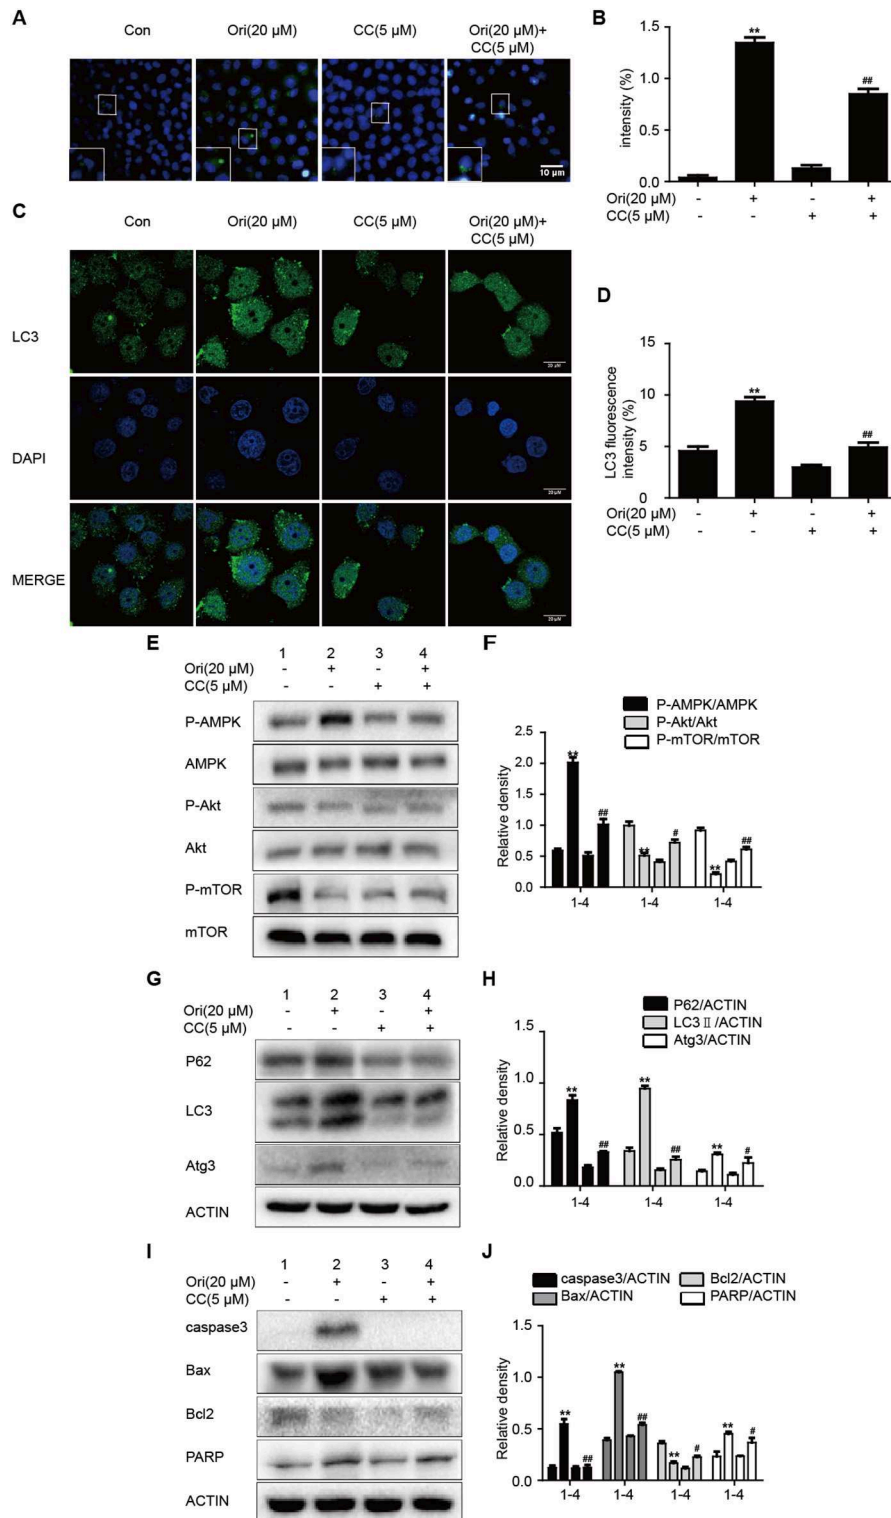 A
Con
Ori(20 μM)
CC(5 μM)
Ori(20 μM)+
CC(5 μM)
10 μm
B
intensity (%)
1.5
1.0
0.5
0.0
Ori(20 μM) - + - +
CC(5 μM) - - + +
C
Con
Ori(20 μM)
CC(5 μM)
Ori(20 μM)+
CC(5 μM)
LC3
20 μM
DAPI
20 μM
MERGE
20 μM
D
LC3 fluorescence
intensity (%)
15
10
5
0
**
##
Ori(20 μM) - + - +
CC(5 μM) - - + +
**
##
E
1 2 3 4
Ori(20 μM) - + - +
CC(5 μM) - - + +
P-AMPK
AMPK
P-Akt
Akt
P-mTOR
mTOR
F
P-AMPK/AMPK
P-Akt/Akt
P-mTOR/mTOR
Relative density
2.5
2.0
1.5
1.0
0.5
0.0
** ## ** # ** ##
1-4 1-4 1-4
G
1 2 3 4
Ori(20 μM) - + - +
CC(5 μM) - - + +
P62
LC3
Atg3
ACTIN
H
P62/ACTIN
LC3Ⅱ/ACTIN
Atg3/ACTIN
Relative density
1.5
1.0
0.5
0.0
** ## ** ## ** #
1-4 1-4 1-4
I
1 2 3 4
Ori(20 μM) - + - +
CC(5 μM) - - + +
caspase3
Bax
Bcl2
PARP
ACTIN
J
caspase3/ACTIN Bcl2/ACTIN
Bax/ACTIN PARP/ACTIN
Relative density
1.5
1.0
0.5
0.0
** ## ** ## ** # ** #
1-4 1-4 1-4 1-4